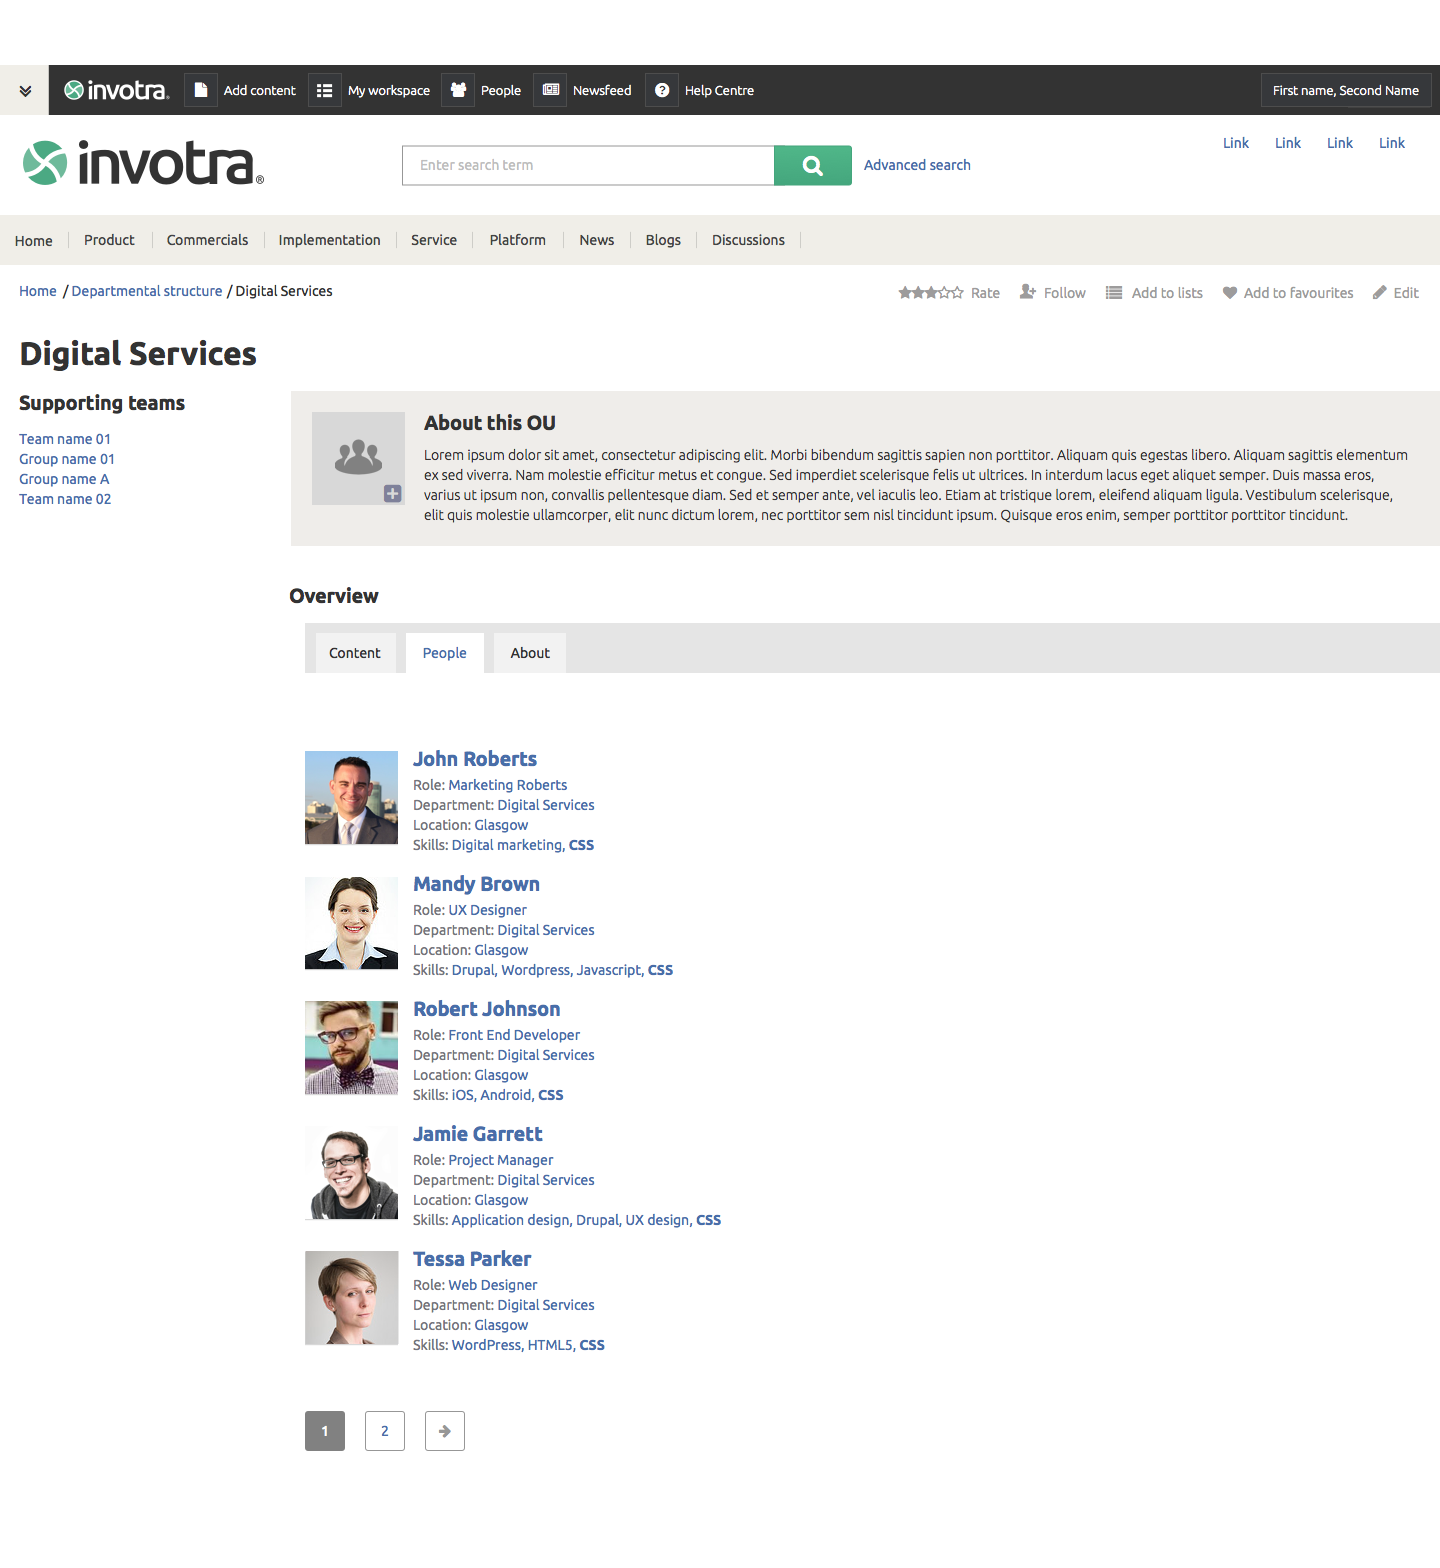 invotra
Add content
My workspace
People
Newsfeed
Help Centre
First name, Second Name
invotra®
Enter search term
Advanced search
Link
Link
Link
Link
Home
Product
Commercials
Implementation
Service
Platform
News
Blogs
Discussions
Home / Departmental structure / Digital Services
Rate
Follow
Add to lists
Add to favourites
Edit
Digital Services
Supporting teams
Team name 01
Group name 01
Group name A
Team name 02
About this OU
Lorem ipsum dolor sit amet, consectetur adipiscing elit. Morbi bibendum sagittis sapien non porttitor. Aliquam quis egestas libero. Aliquam sagittis elementum
ex sed viverra. Nam molestie efficitur metus et congue. Sed imperdiet scelerisque felis ut ultrices. In interdum lacus eget aliquet semper. Duis massa eros,
varius ut ipsum non, convallis pellentesque diam. Sed et semper ante, vel iaculis leo. Etiam at tristique lorem, eleifend aliquam ligula. Vestibulum scelerisque,
elit quis molestie ullamcorper, elit nunc dictum lorem, nec porttitor sem nisl tincidunt ipsum. Quisque eros enim, semper porttitor porttitor tincidunt.
Overview
Content
People
About
John Roberts
Role: Marketing Roberts
Department: Digital Services
Location: Glasgow
Skills: Digital marketing, CSS
Mandy Brown
Role: UX Designer
Department: Digital Services
Location: Glasgow
Skills: Drupal, Wordpress, Javascript, CSS
Robert Johnson
Role: Front End Developer
Department: Digital Services
Location: Glasgow
Skills: iOS, Android, CSS
Jamie Garrett
Role: Project Manager
Department: Digital Services
Location: Glasgow
Skills: Application design, Drupal, UX design, CSS
Tessa Parker
Role: Web Designer
Department: Digital Services
Location: Glasgow
Skills: WordPress, HTML5, CSS
1
2